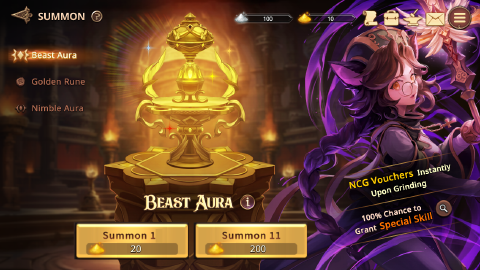 SUMMON
100
10
Beast Aura
Golden Rune
Nimble Aura
BEAST AURA
Summon 1
20
Summon 11
200
NCG Vouchers Instantly
Upon Grinding
100% Chance to
Grant Special Skill